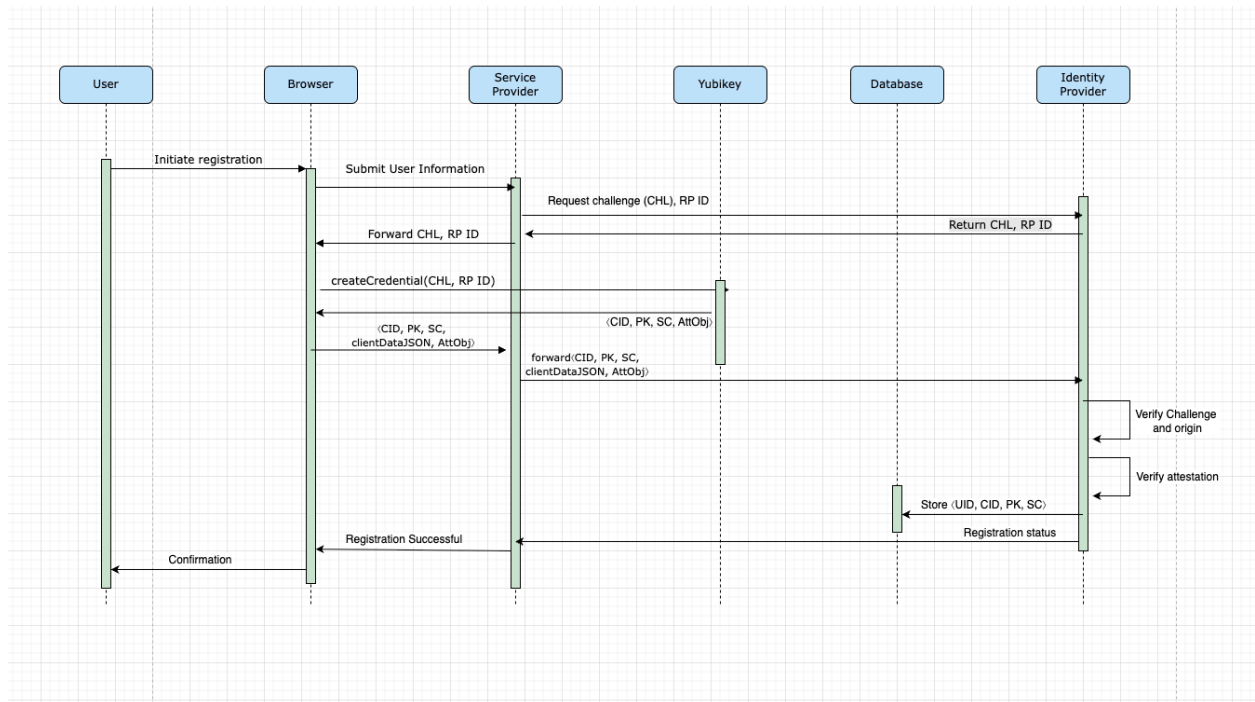 User
Browser
Service
Provider
Yubikey
Database
Identity
Provider
Initiate registration
Submit User Information
Request challenge (CHL), RP ID
Return CHL, RP ID
Forward CHL, RP ID
createCredential(CHL, RP ID)
⟨CID, PK, SC, AttObj⟩
⟨CID, PK, SC,
clientDataJSON, AttObj⟩
forward⟨CID, PK, SC,
clientDataJSON, AttObj⟩
Verify Challenge
and origin
Verify attestation
Store ⟨UID, CID, PK, SC⟩
Registration status
Registration Successful
Confirmation